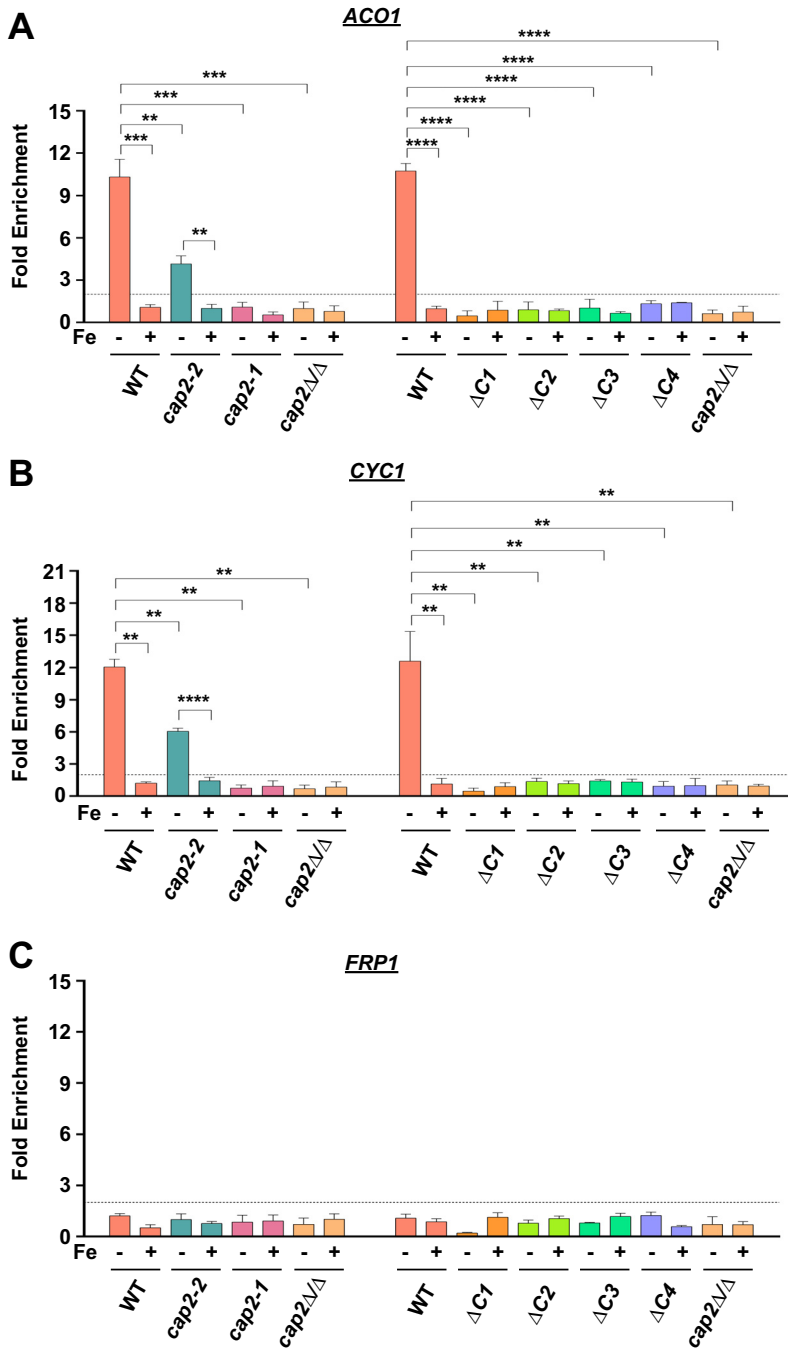 A
ACO1
****
****
***
****
***
****
**
****
***
****
**
15
12
9
6
3
0
Fold Enrichment
Fe - + - + - + - + - + - + - + - + - + - +
WT cap2-2 cap2-1 cap2Δ/Δ WT ΔC1 ΔC2 ΔC3 ΔC4 cap2Δ/Δ
B
CYC1
**
**
**
**
**
**
**
**
**
**
****
21
18
15
12
9
6
3
0
Fold Enrichment
Fe - + - + - + - + - + - + - + - + - + - +
WT cap2-2 cap2-1 cap2Δ/Δ WT ΔC1 ΔC2 ΔC3 ΔC4 cap2Δ/Δ
C
FRP1
15
12
9
6
3
0
Fold Enrichment
Fe - + - + - + - + - + - + - + - + - + - +
WT cap2-2 cap2-1 cap2Δ/Δ WT ΔC1 ΔC2 ΔC3 ΔC4 cap2Δ/Δ